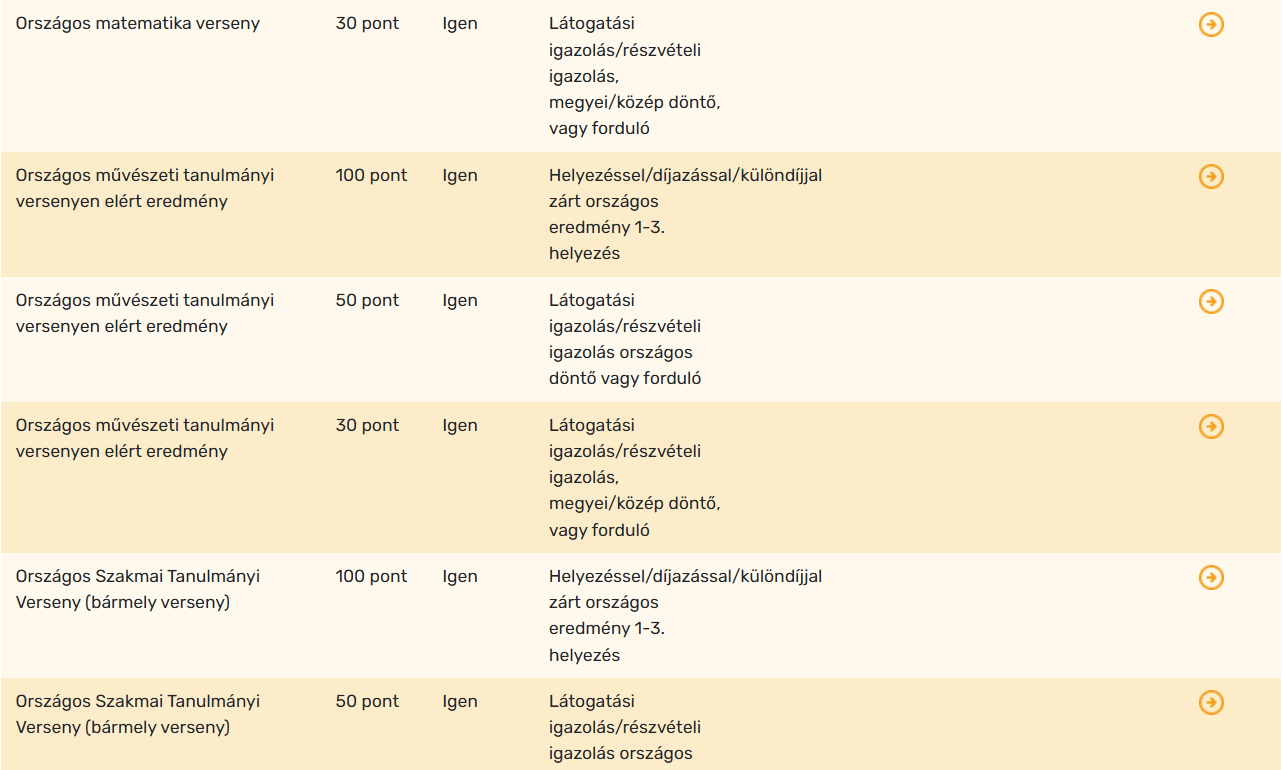 Országos matematika verseny 30 pont Igen Látogatási
igazolás/részvételi
igazolás,
megyei/közép döntő,
vagy forduló
Országos művészeti tanulmányi 100 pont Igen Helyezéssel/díjazással/különdíjjal
versenyen elért eredmény zárt országos
eredmény 1-3.
helyezés
Országos művészeti tanulmányi 50 pont Igen Látogatási
versenyen elért eredmény igazolás/részvételi
igazolás országos
döntő vagy forduló
Országos művészeti tanulmányi 30 pont Igen Látogatási
versenyen elért eredmény igazolás/részvételi
igazolás,
megyei/közép döntő,
vagy forduló
Országos Szakmai Tanulmányi 100 pont Igen Helyezéssel/díjazással/különdíjjal
Verseny (bármely verseny) zárt országos
eredmény 1-3.
helyezés
Országos Szakmai Tanulmányi 50 pont Igen Látogatási
Verseny (bármely verseny) igazolás/részvételi
igazolás országos